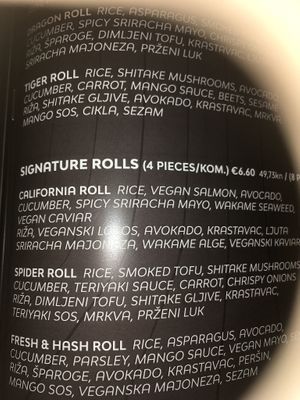 DRAGON ROLL RICE, ASPARAGUS,
CUCUMBER, SPICY SRIRACHA MAYO,
RIŽA, ŠPAROGE, DIMLJENI TOFU, KRASTAVAC,
SRIRACHA MAJONEZA, PRŽENI LUK
TIGER ROLL RICE, SHITAKE MUSHROOMS, AVOCADO,
CUCUMBER, CARROT, MANGO SAUCE, BEETS, SESAME
RIŽA, SHITAKE GLJIVE, AVOKADO, KRASTAVAC, MRKVA,
MANGO SOS, CIKLA, SEZAM
SIGNATURE ROLLS (4 PIECES/KOM.) €6.60 49,73kn / (8
CALIFORNIA ROLL RICE, VEGAN SALMON, AVOCADO,
CUCUMBER, SPICY SRIRACHA MAYO, WAKAME SEAWEED,
VEGAN CAVIAR
RIŽA, VEGANSKI LOSOS, AVOKADO, KRASTAVAC, LJUTA
SRIRACHA MAJONEZA, WAKAME ALGE, VEGANSKI KAVIAR
SPIDER ROLL RICE, SMOKED TOFU, SHITAKE MUSHROOMS
CUCUMBER, TERIYAKI SAUCE, CARROT, CHRISPY ONIONS
RIŽA, DIMLJENI TOFU, SHITAKE GLJIVE, KRASTAVAC,
TERIYAKI SOS, MRKVA, PRŽENI LUK
FRESH & HASH ROLL RICE, ASPARAGUS, AVOCADO,
CUCUMBER, PARSLEY, MANGO SAUCE, VEGAN MAYO,
RIŽA, ŠPAROGE, AVOKADO, KRASTAVAC, PERŠIN,
MANGO SOS, VEGANSKA MAJONEZA, SEZAM